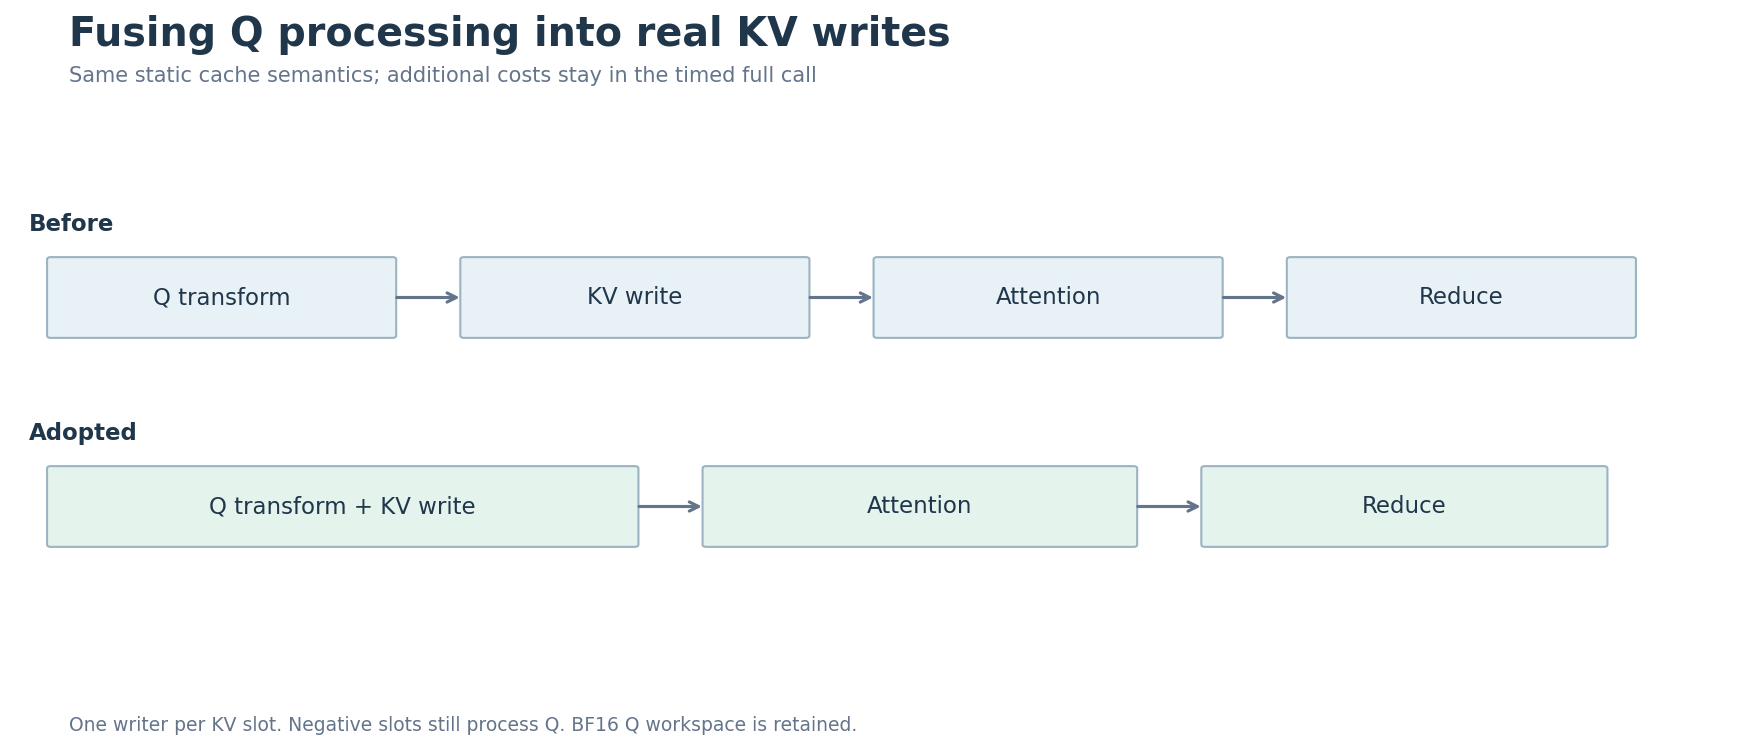 Fusing Q processing into real KV writes
Same static cache semantics; additional costs stay in the timed full call
Before
Q transform
KV write
Attention
Reduce
Adopted
Q transform + KV write
Attention
Reduce
One writer per KV slot. Negative slots still process Q. BF16 Q workspace is retained.